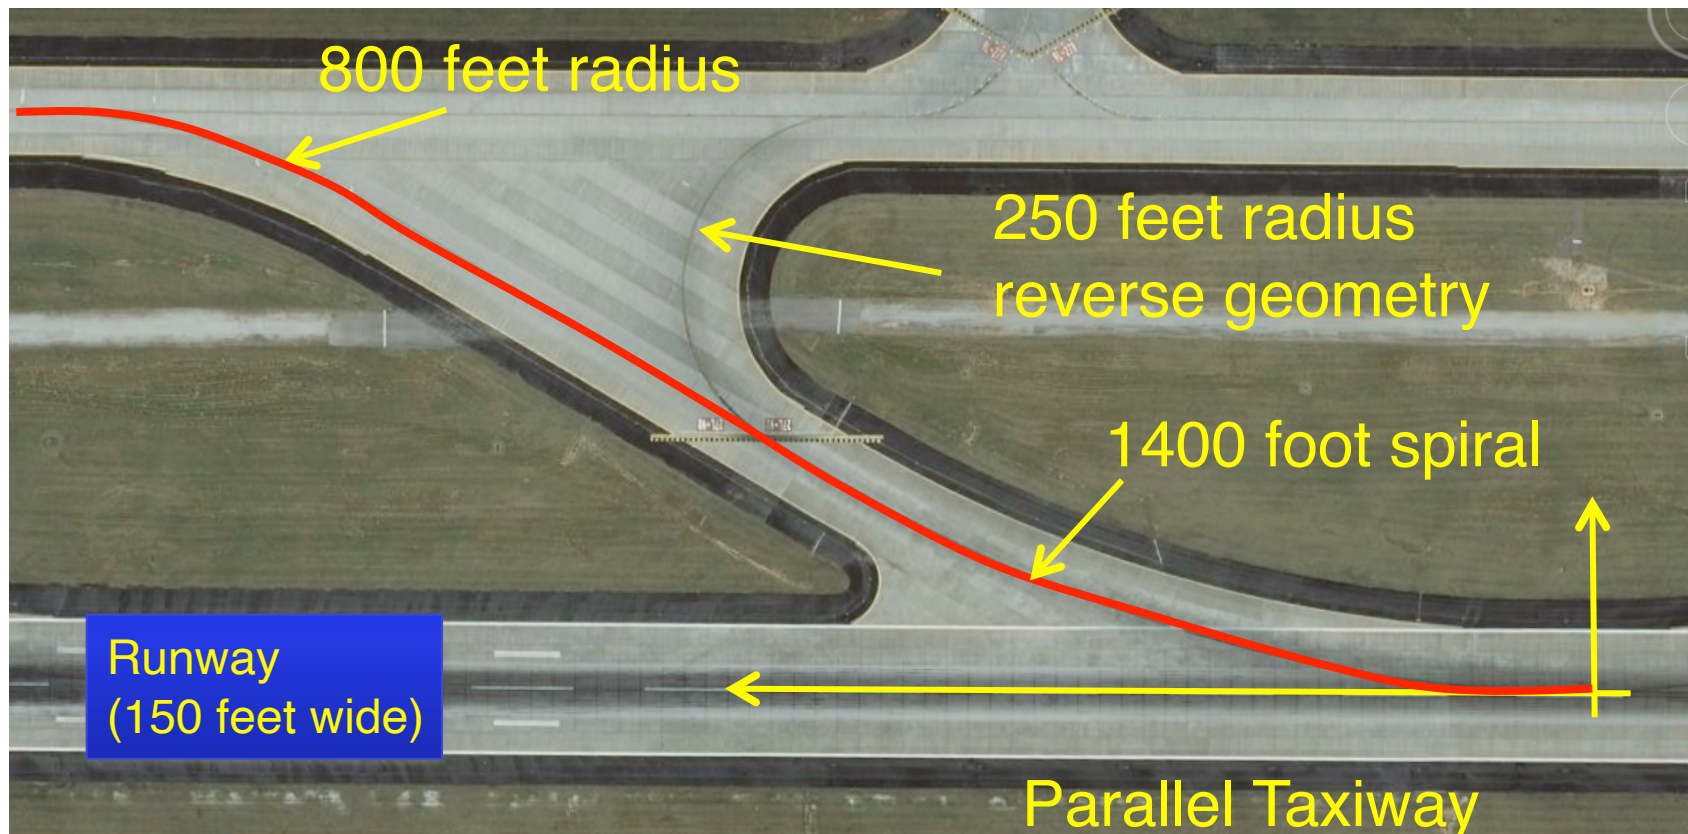 800 feet radius
250 feet radius
reverse geometry
1400 foot spiral
Runway
(150 feet wide)
Parallel Taxiway